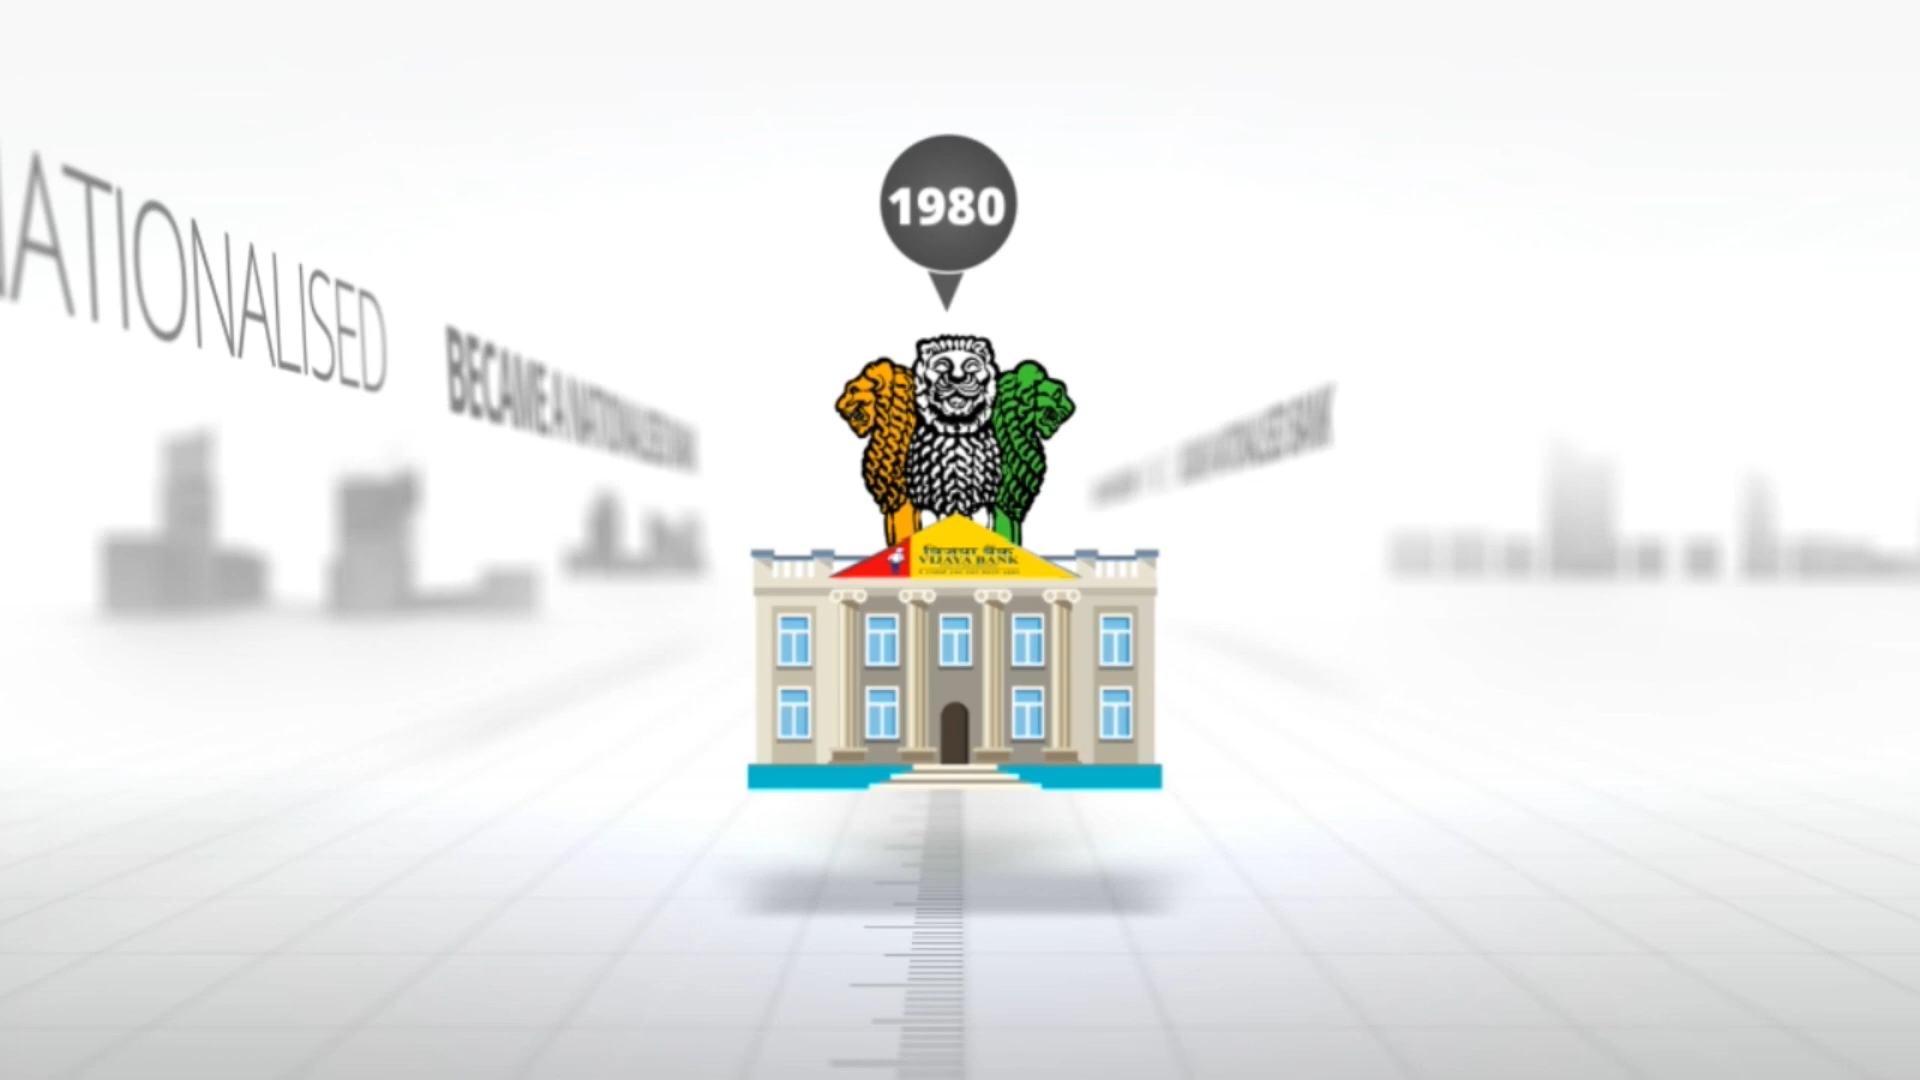 1980
NATIONALISED
BECAME A NATIONALISED BANK
विजया बैंक
VIJAYA BANK